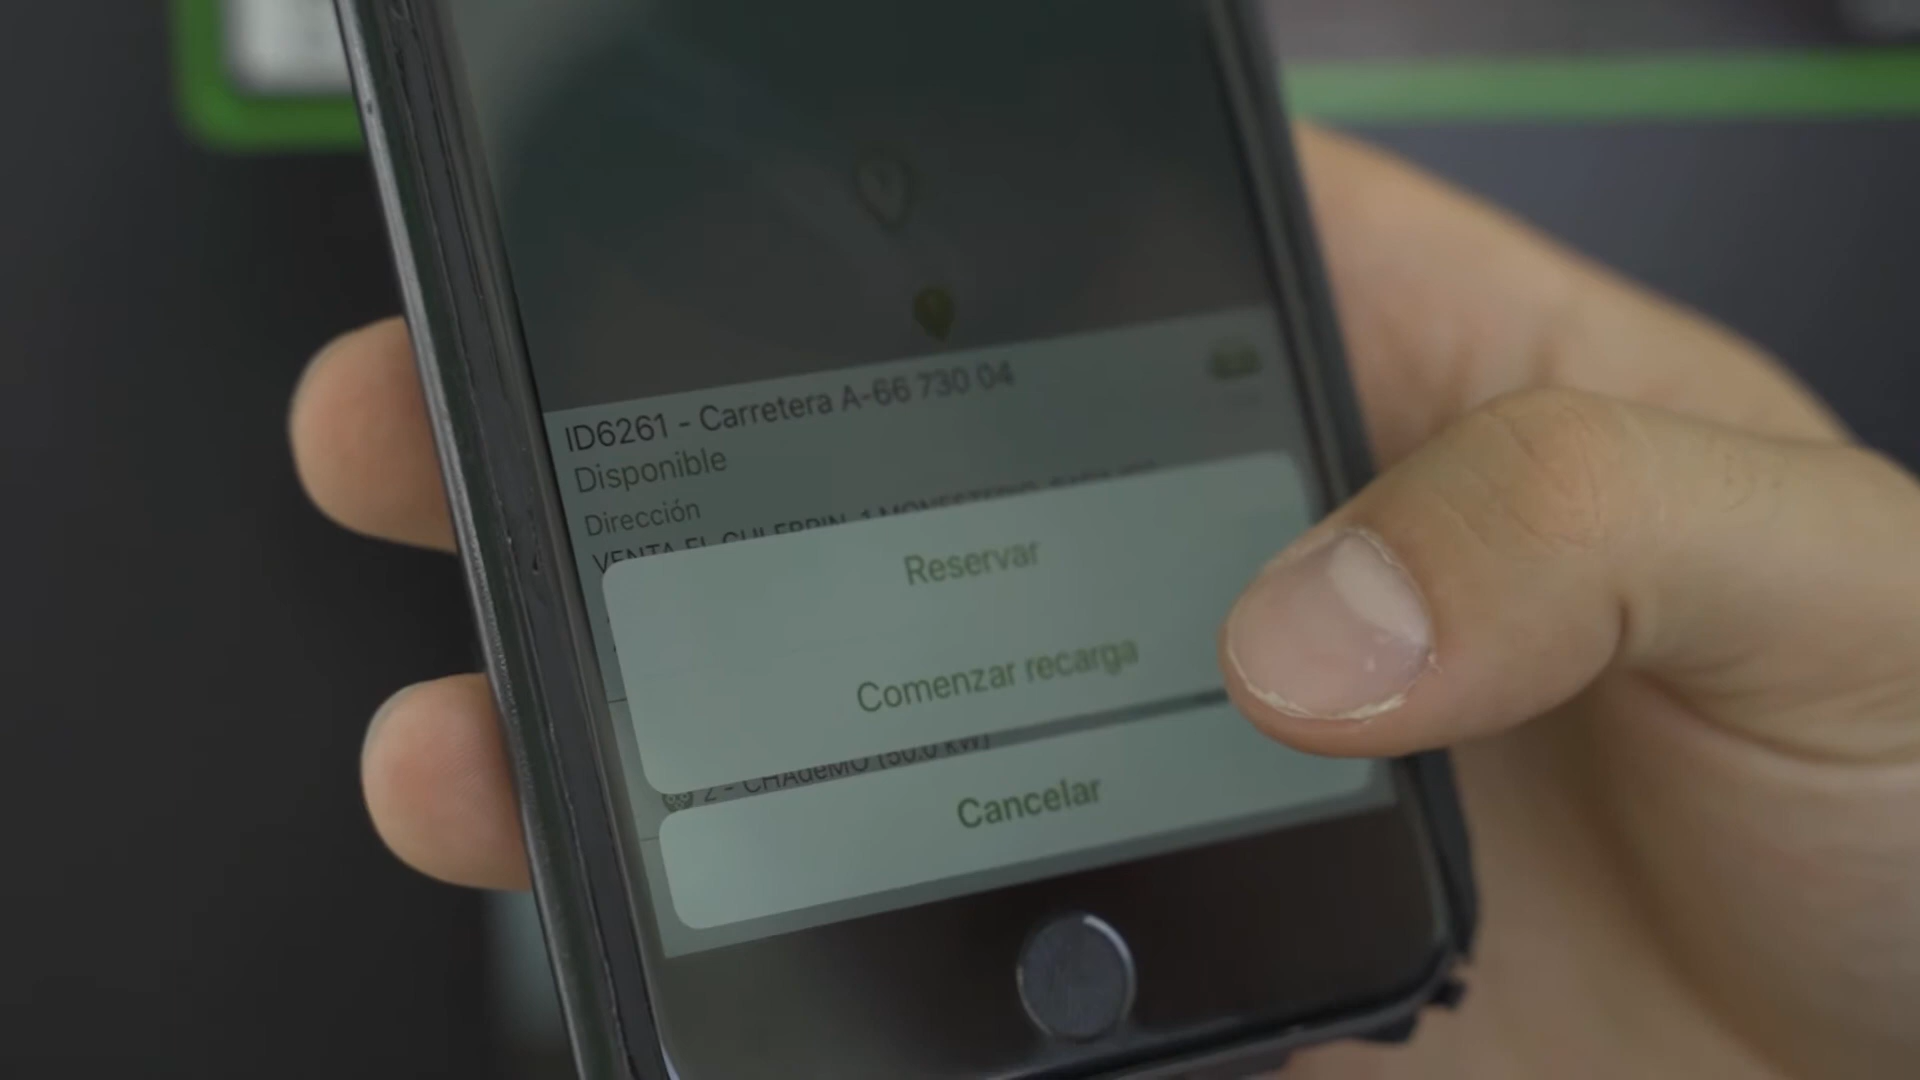 ID6261 - Carretera A-66 730 04
Disponible
Dirección
VENTA EL CULEBRIN, 1 MONESTERIO,
Reservar
Comenzar recarga
2 - CHAdeMO (50.0 kW)
Cancelar